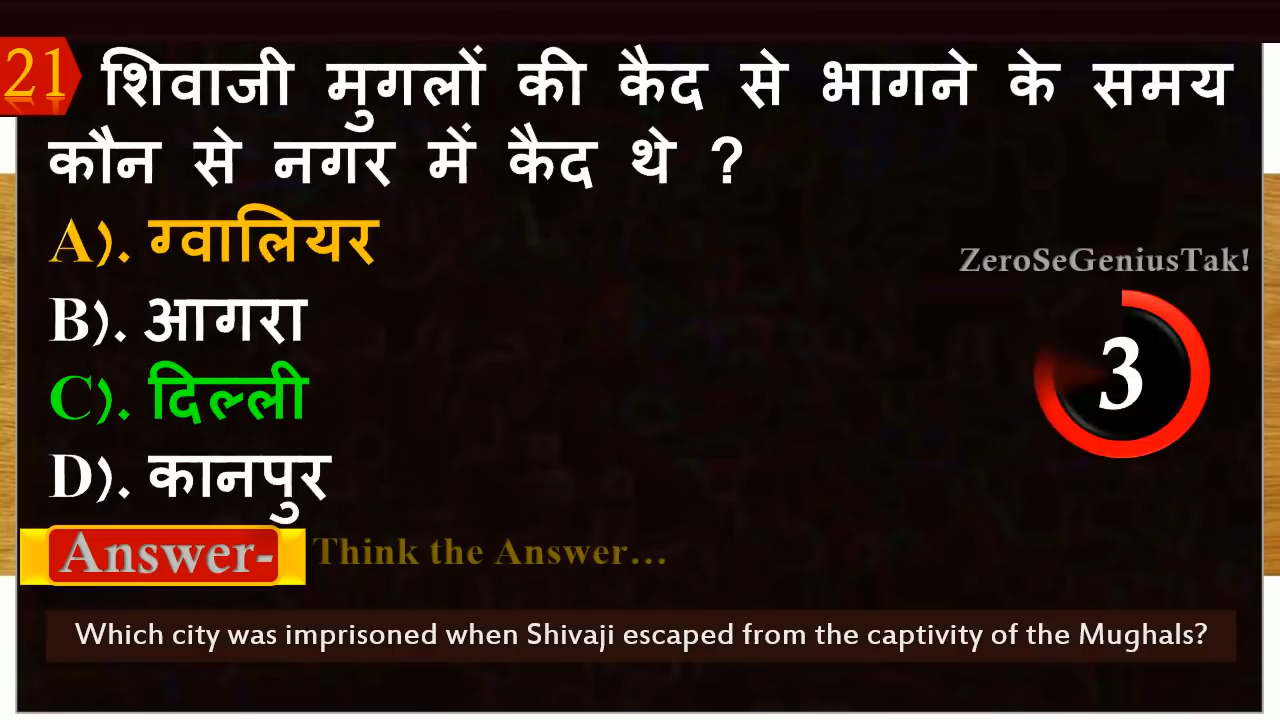 21 शिवाजी मुगलों की कैद से भागने के समय
कौन से नगर में कैद थे ?
A). ग्वालियर
ZeroSeGeniusTak!
B). आगरा
3
C). दिल्ली
D). कानपुर
Answer- Think the Answer...
Which city was imprisoned when Shivaji escaped from the captivity of the Mughals?